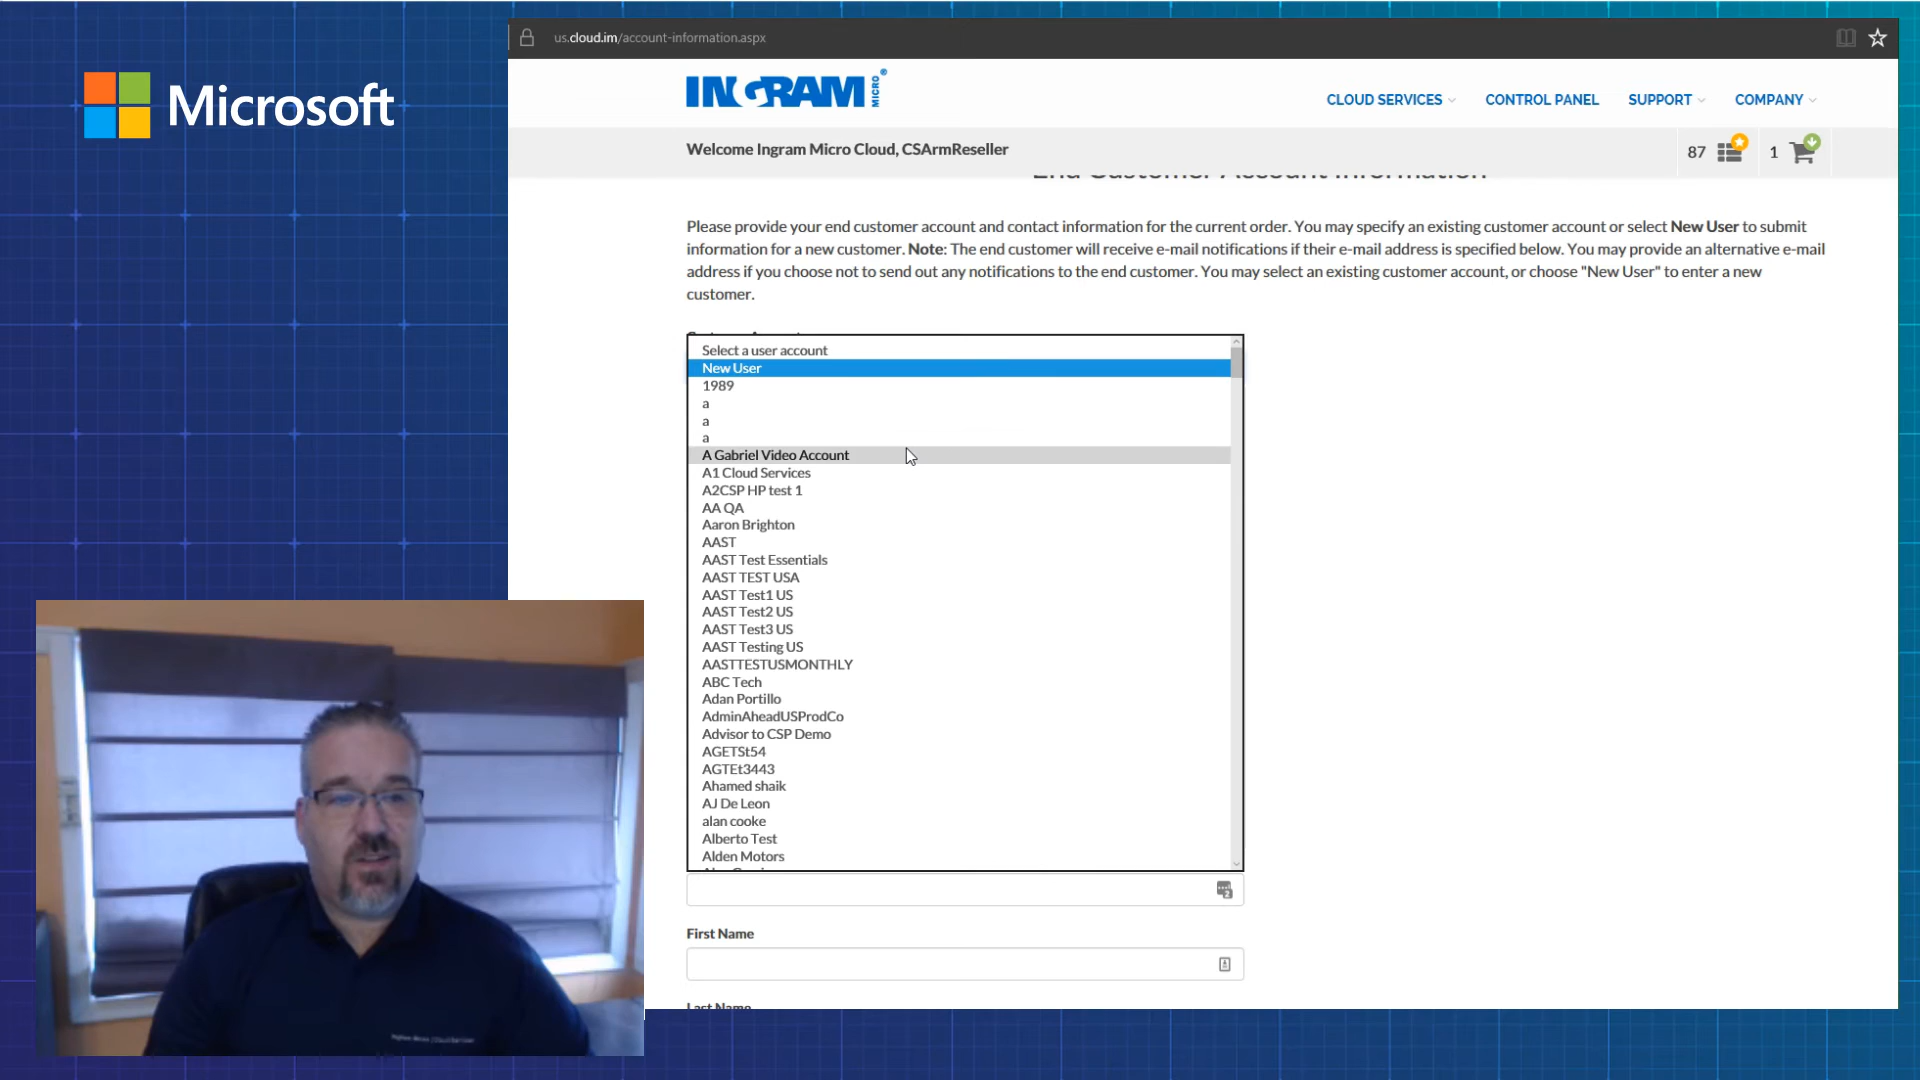 us.cloud.im/account-information.aspx
Microsoft
INGRAM MICRO®
CLOUD SERVICES
CONTROL PANEL
SUPPORT
COMPANY
Welcome Ingram Micro Cloud, CSArmReseller
87
1
End Customer Account Information
Please provide your end customer account and contact information for the current order. You may specify an existing customer account or select New User to submit
information for a new customer. Note: The end customer will receive e-mail notifications if their e-mail address is specified below. You may provide an alternative e-mail
address if you choose not to send out any notifications to the end customer. You may select an existing customer account, or choose "New User" to enter a new
customer.
Select a user account
New User
1989
a
a
a
A Gabriel Video Account
A1 Cloud Services
A2CSP HP test 1
AA QA
Aaron Brighton
AAST
AAST Test Essentials
AAST TEST USA
AAST Test1 US
AAST Test2 US
AAST Test3 US
AAST Testing US
AASTTESTUSMONTHLY
ABC Tech
Adan Portillo
AdminAheadUSProdCo
Advisor to CSP Demo
AGETSt54
AGTEt3443
Ahamed shaik
AJ De Leon
alan cooke
Alberto Test
Alden Motors
First Name
Last Name